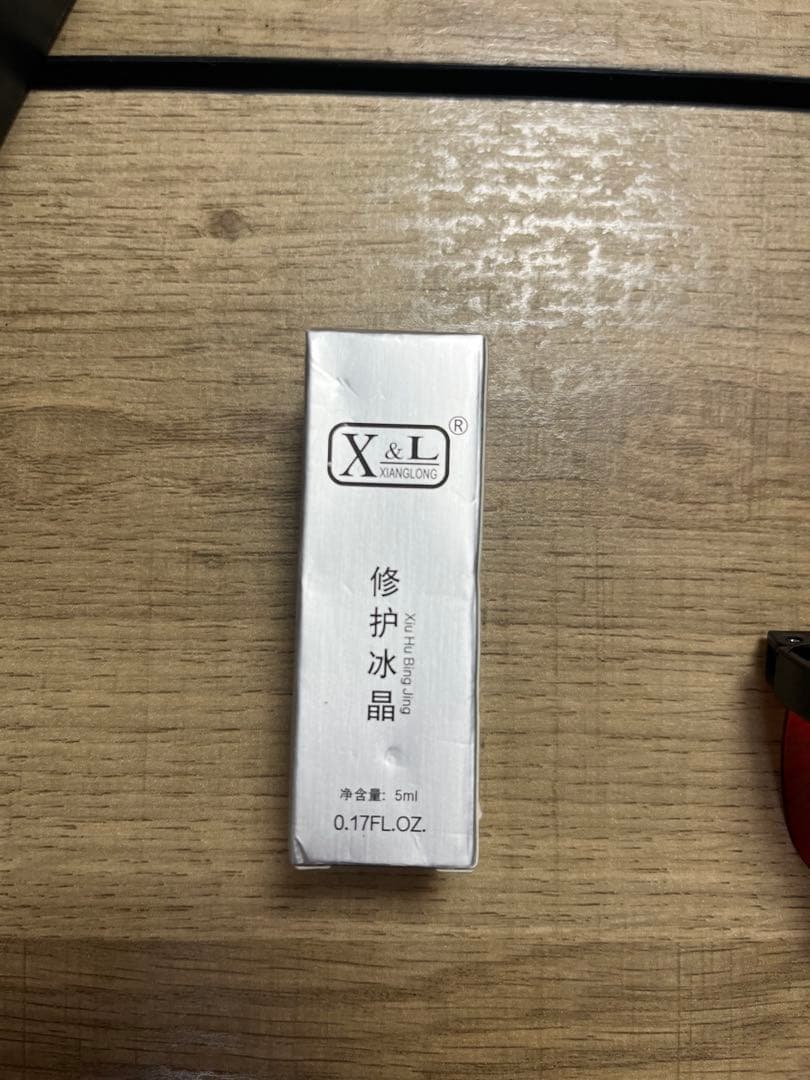 X & L
XIANGLONG
®
修护冰晶
Xiu Hu Bing Jing
净含量: 5ml
0.17FL.OZ.